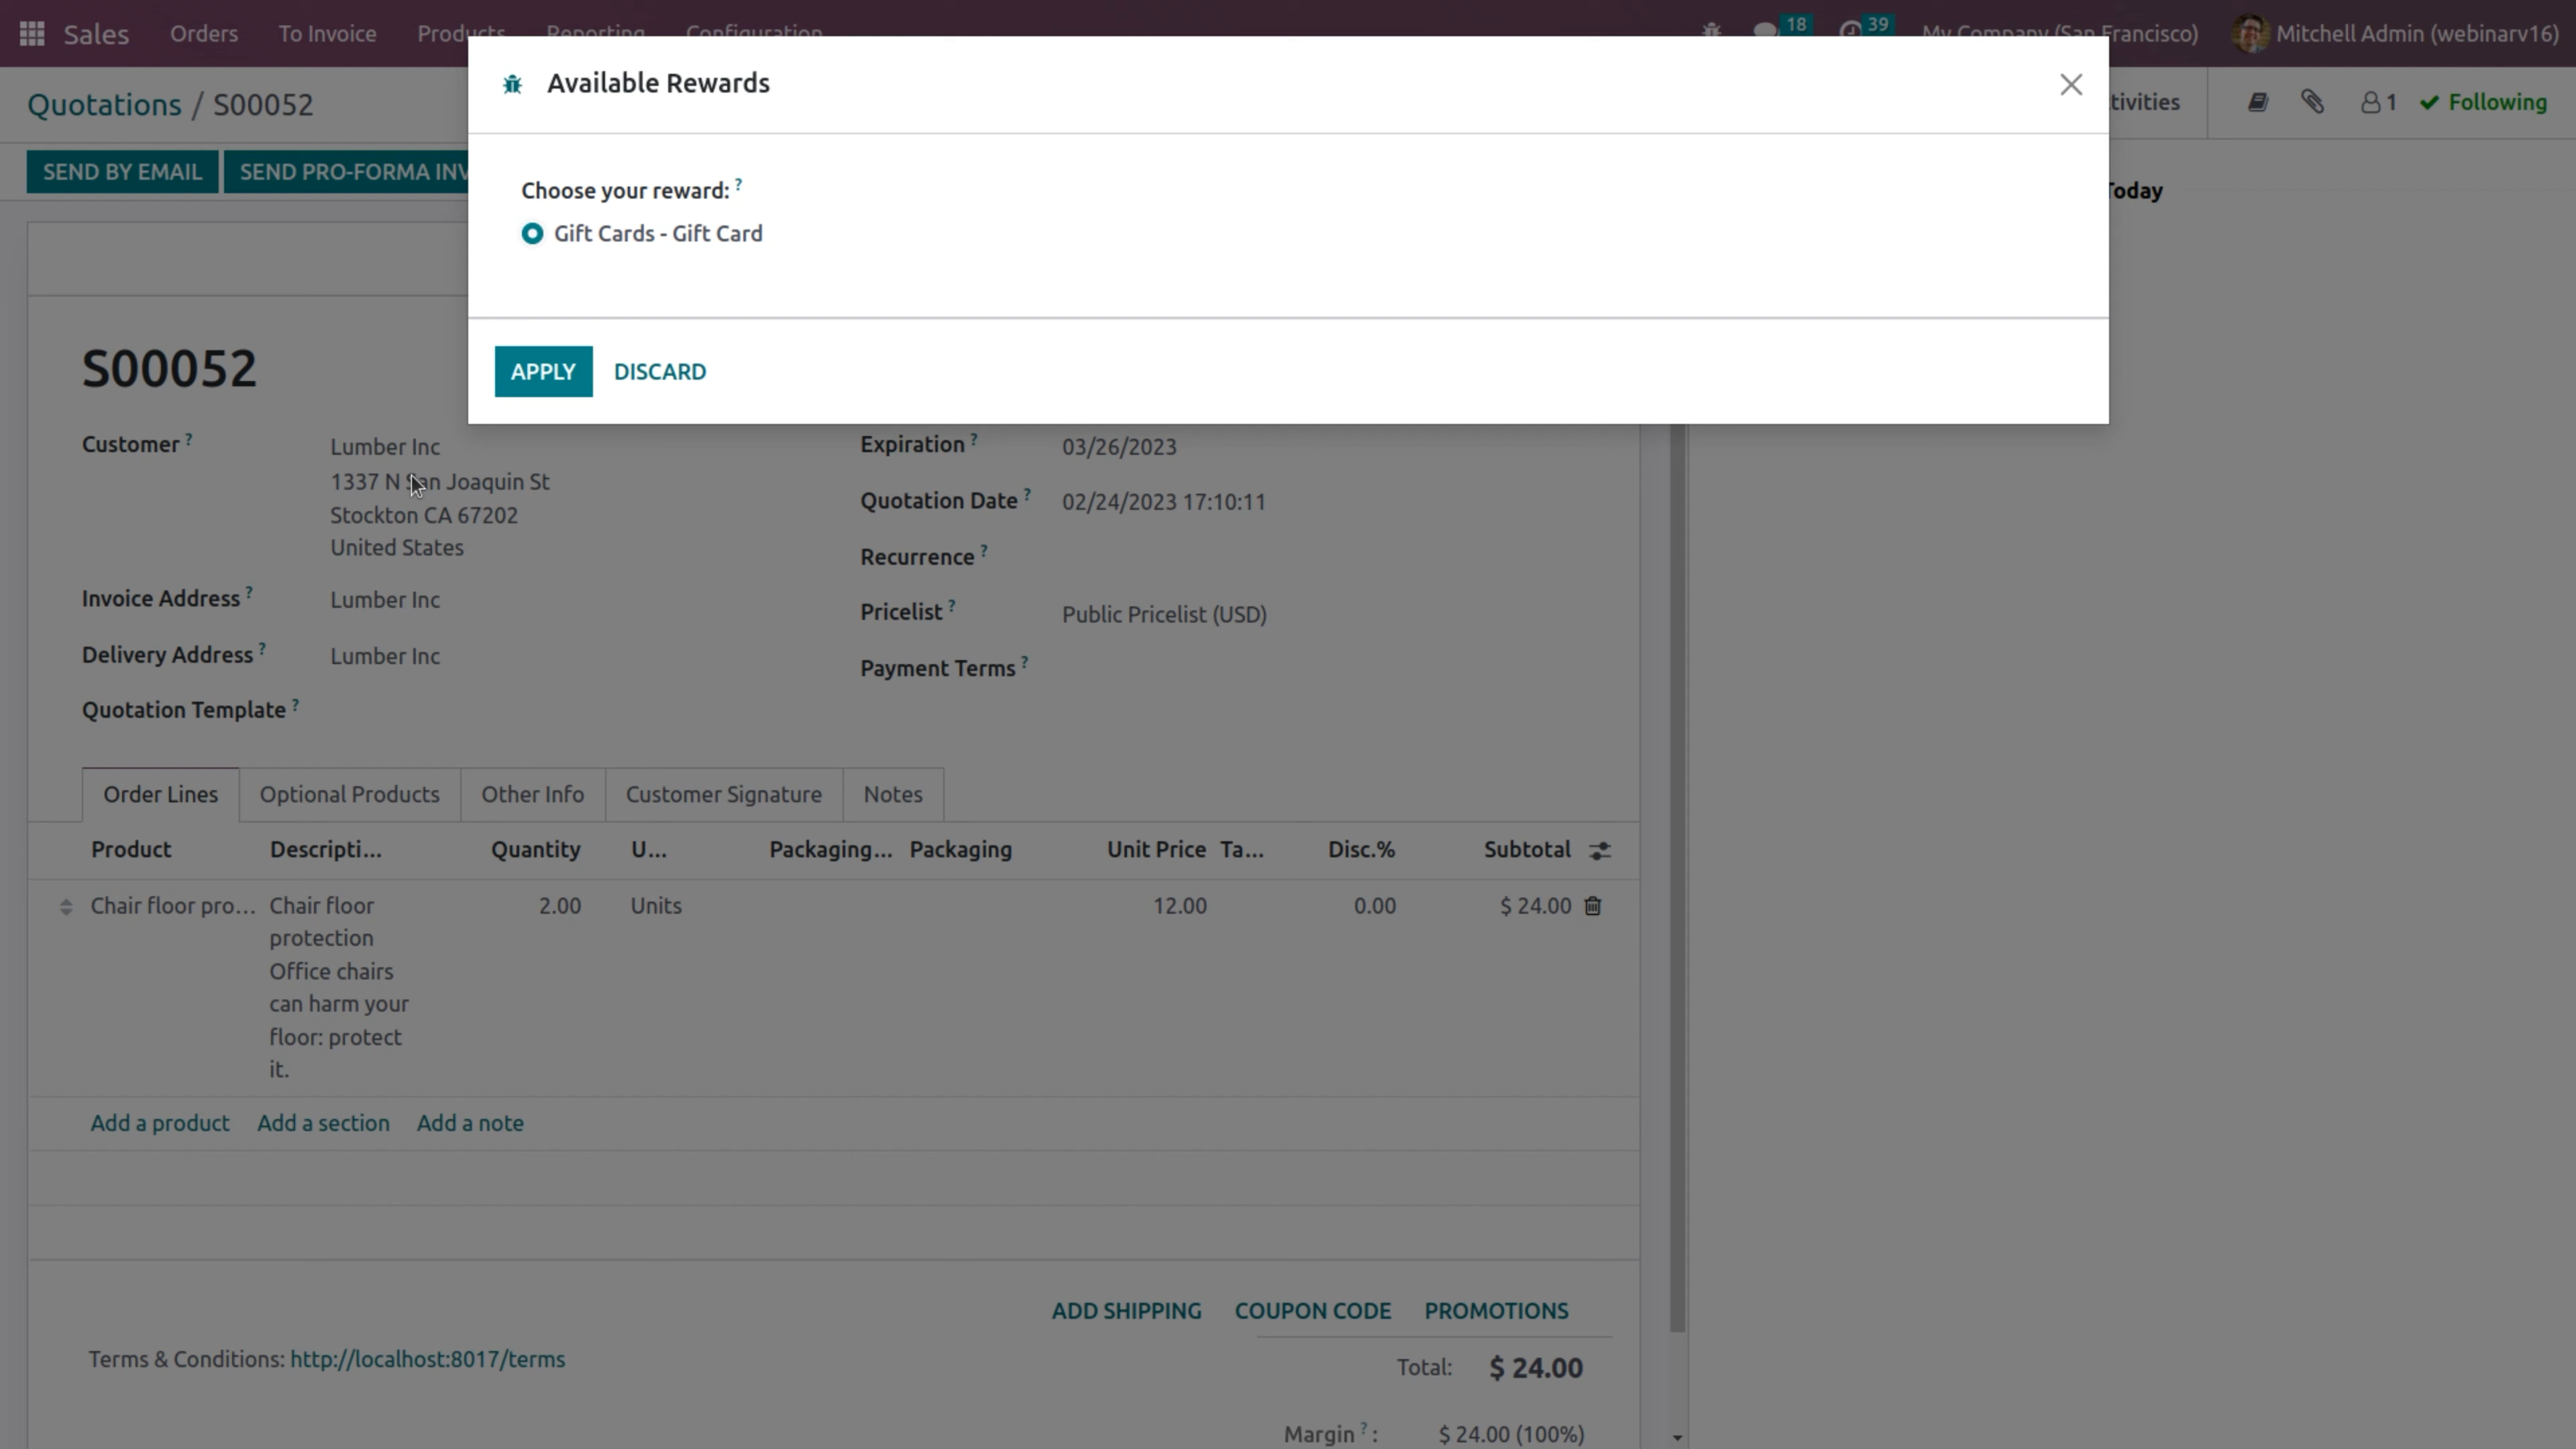 Sales Orders To Invoice Products Reporting Configuration 18 39 My Company (San Francisco) Mitchell Admin (webinarv16)
Available Rewards
Quotations / S00052
tivities 1 Following
SEND BY EMAIL SEND PRO-FORMA INV
Choose your reward: ?
Today
Gift Cards - Gift Card
APPLY DISCARD
S00052
Customer ? Lumber Inc
1337 N San Joaquin St
Stockton CA 67202
United States
Invoice Address ? Lumber Inc
Delivery Address ? Lumber Inc
Quotation Template ?
Expiration ? 03/26/2023
Quotation Date ? 02/24/2023 17:10:11
Recurrence ?
Pricelist ? Public Pricelist (USD)
Payment Terms ?
Order Lines Optional Products Other Info Customer Signature Notes
Product Descripti... Quantity U... Packaging... Packaging Unit Price Ta... Disc.% Subtotal
Chair floor pro... Chair floor 2.00 Units 12.00 0.00 $ 24.00
protection
Office chairs
can harm your
floor: protect
it.
Add a product Add a section Add a note
ADD SHIPPING COUPON CODE PROMOTIONS
Terms & Conditions: http://localhost:8017/terms
Total: $ 24.00
Margin ? : $ 24.00 (100%)